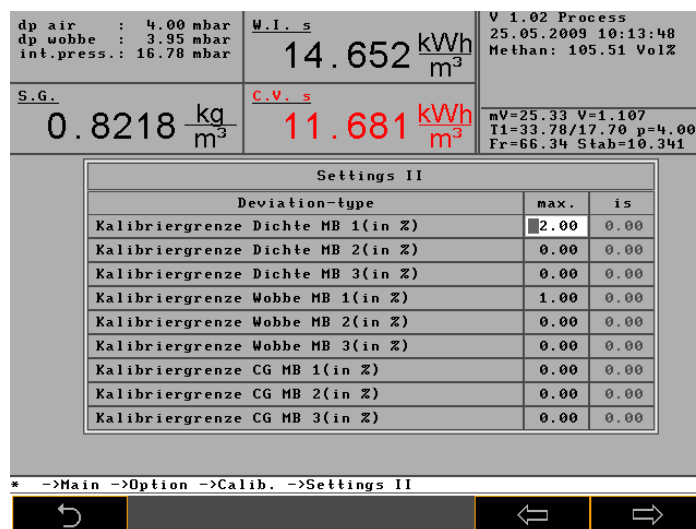 dp air : 4.00 mbar
dp wobbe : 3.95 mbar
int.press.: 16.78 mbar
W.I. s
14.652 kWh/m³
V 1.02 Process
25.05.2009 10:13:48
Methan: 105.51 Vol%
S.G.
0.8218 kg/m³
C.V. s
11.681 kWh/m³
mV=25.33 V=1.107
T1=33.78/17.70 p=4.00
Fr=66.34 Stab=10.341
Settings II
Deviation-type max. is
Kalibriergrenze Dichte MB 1(in %) 2.00 0.00
Kalibriergrenze Dichte MB 2(in %) 0.00 0.00
Kalibriergrenze Dichte MB 3(in %) 0.00 0.00
Kalibriergrenze Wobbe MB 1(in %) 1.00 0.00
Kalibriergrenze Wobbe MB 2(in %) 0.00 0.00
Kalibriergrenze Wobbe MB 3(in %) 0.00 0.00
Kalibriergrenze CG MB 1(in %) 0.00 0.00
Kalibriergrenze CG MB 2(in %) 0.00 0.00
Kalibriergrenze CG MB 3(in %) 0.00 0.00
* ->Main ->Option ->Calib. ->Settings II